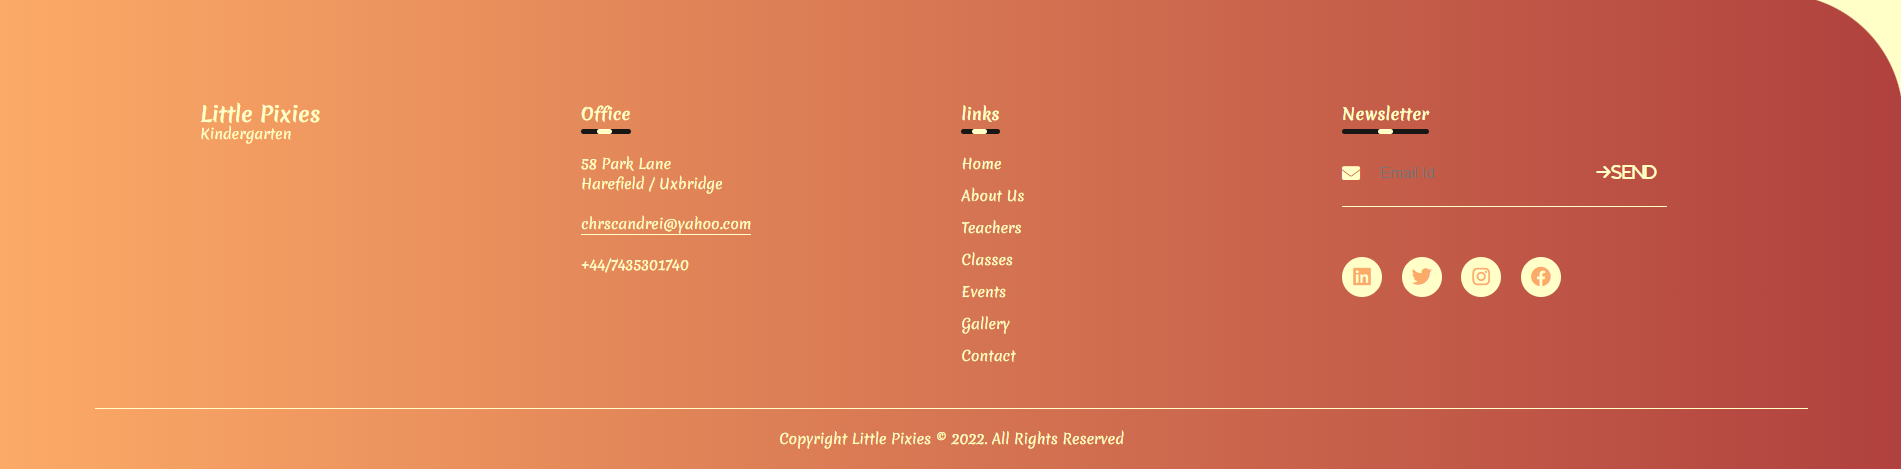 Little Pixies
Kindergarten
Office
58 Park Lane
Harefield / Uxbridge
chrscandrei@yahoo.com
+44/7435301740
links
Home
About Us
Teachers
Classes
Events
Gallery
Contact
Newsletter
Email Id
SEND
Copyright Little Pixies © 2022. All Rights Reserved